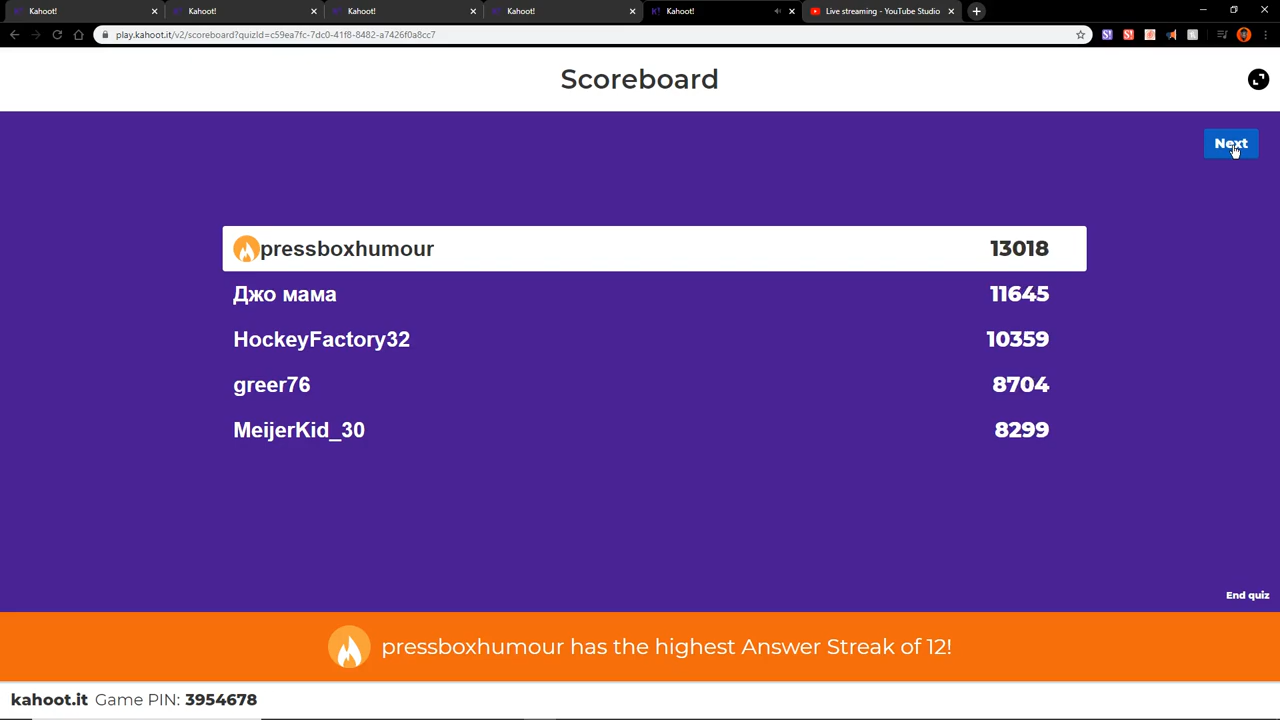 Kahoot!
Kahoot!
Kahoot!
Kahoot!
Kahoot!
Live streaming - YouTube Studio
play.kahoot.it/v2/scoreboard?quizId=c59ea7fc-7dc0-41f8-8482-a7426f0a8cc7
Scoreboard
Next
pressboxhumour 13018
Джо мама 11645
HockeyFactory32 10359
greer76 8704
MeijerKid_30 8299
End quiz
pressboxhumour has the highest Answer Streak of 12!
kahoot.it Game PIN: 3954678